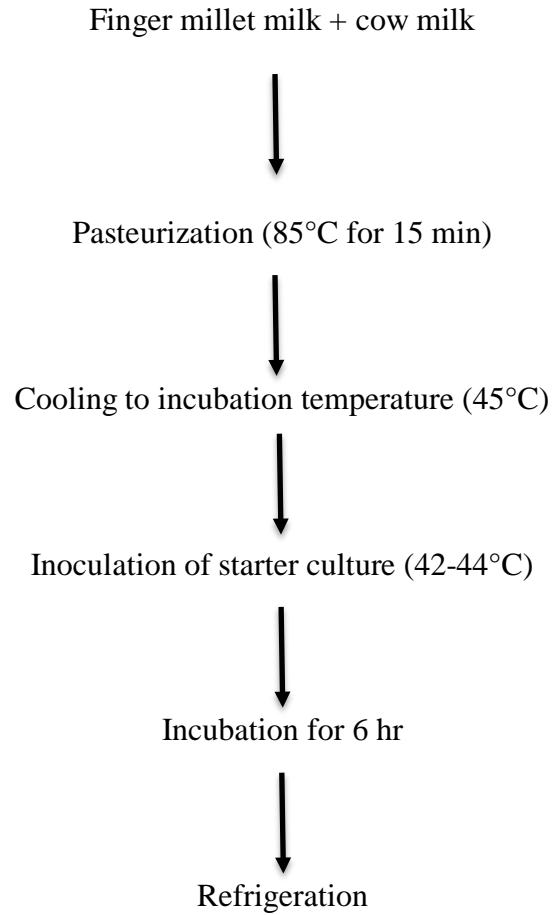 Finger millet milk + cow milk
Pasteurization (85°C for 15 min)
Cooling to incubation temperature (45°C)
Inoculation of starter culture (42-44°C)
Incubation for 6 hr
Refrigeration